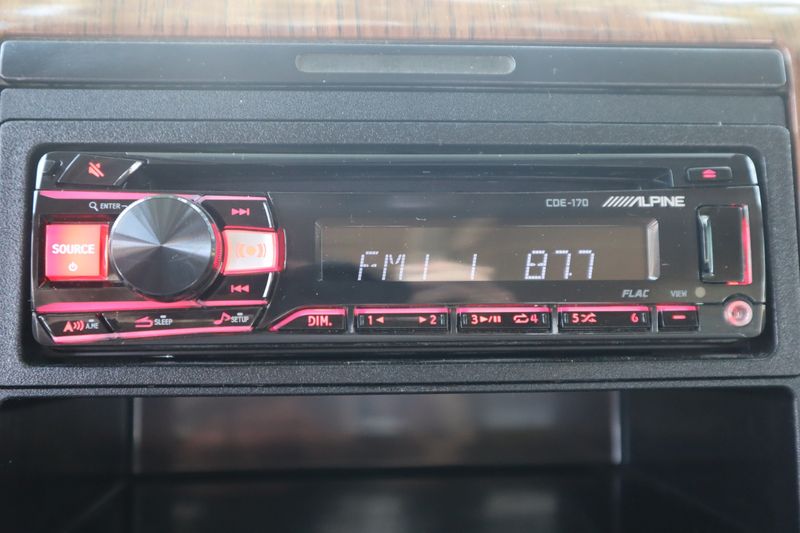 CDE-170 ALPINE
ENTER
SOURCE
FM1 1 87.7
FLAC VIEW
A.ME SLEEP SETUP DIM. 1 2 3 4 5 6